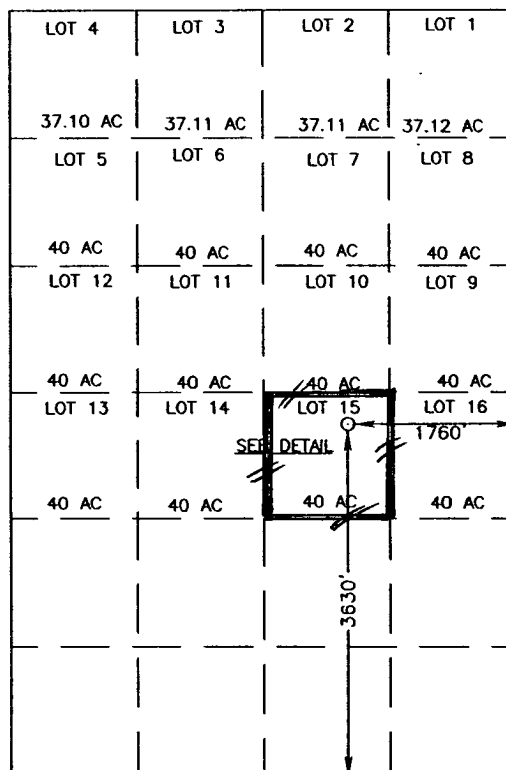 LOT 4 LOT 3 LOT 2 LOT 1
37.10 AC 37.11 AC 37.11 AC 37.12 AC
LOT 5 LOT 6 LOT 7 LOT 8
40 AC 40 AC 40 AC 40 AC
LOT 12 LOT 11 LOT 10 LOT 9
40 AC 40 AC 40 AC 40 AC
LOT 13 LOT 14 LOT 15 LOT 16
1760'
SEE DETAIL
40 AC 40 AC 40 AC 40 AC
3630'